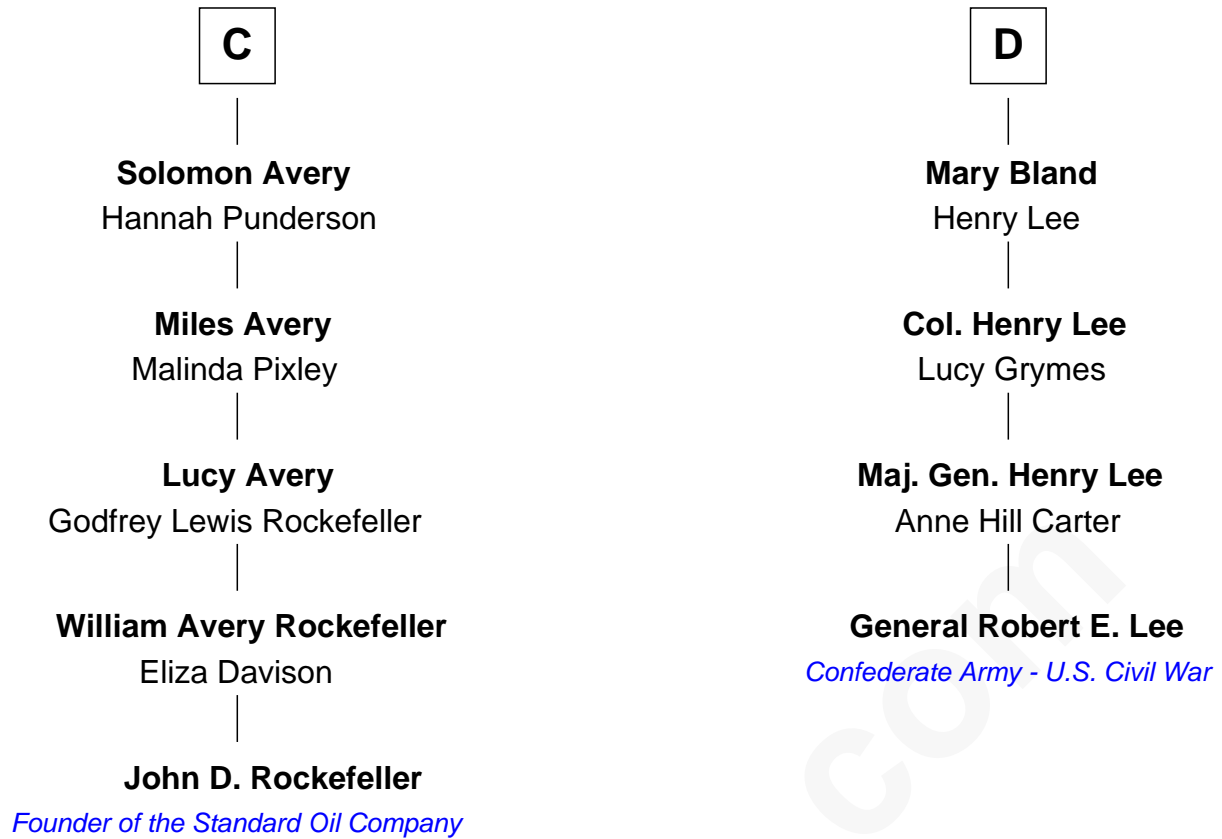 C
Solomon Avery
Hannah Punderson
Miles Avery
Malinda Pixley
Lucy Avery
Godfrey Lewis Rockefeller
William Avery Rockefeller
Eliza Davison
John D. Rockefeller
Founder of the Standard Oil Company
D
Mary Bland
Henry Lee
Col. Henry Lee
Lucy Grymes
Maj. Gen. Henry Lee
Anne Hill Carter
General Robert E. Lee
Confederate Army - U.S. Civil War
com